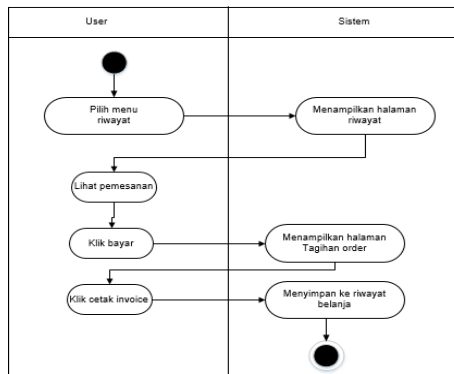 User
Sistem
Pilih menu
riwayat
Menampilkan halaman
riwayat
Lihat pemesanan
Klik bayar
Menampilkan halaman
Tagihan order
Klik cetak invoice
Menyimpan ke riwayat
belanja